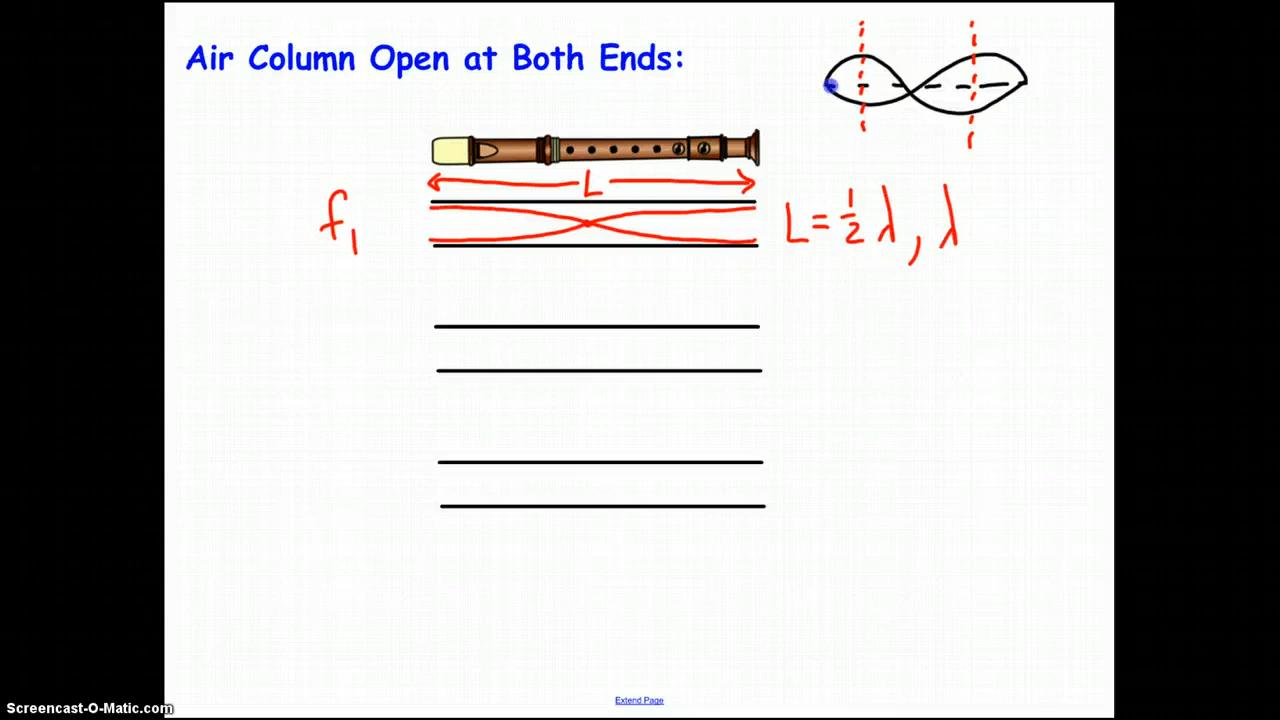 Air Column Open at Both Ends:
L
f₁
L = ½ λ, λ
Extend Page
Screencast-O-Matic.com